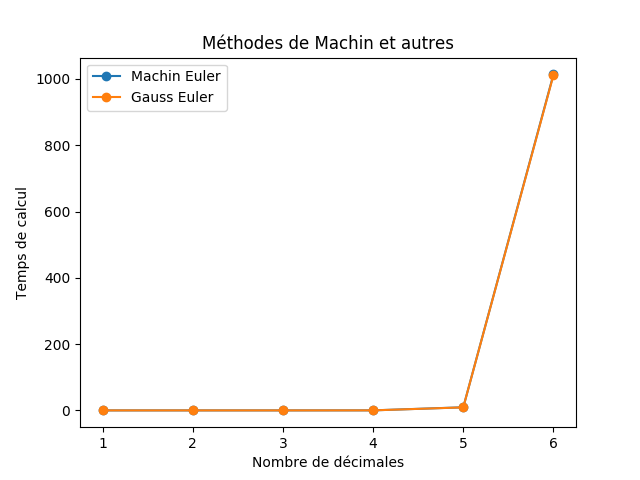 Méthodes de Machin et autres
Machin Euler
Gauss Euler
Temps de calcul
1000
800
600
400
200
0
1 2 3 4 5 6
Nombre de décimales